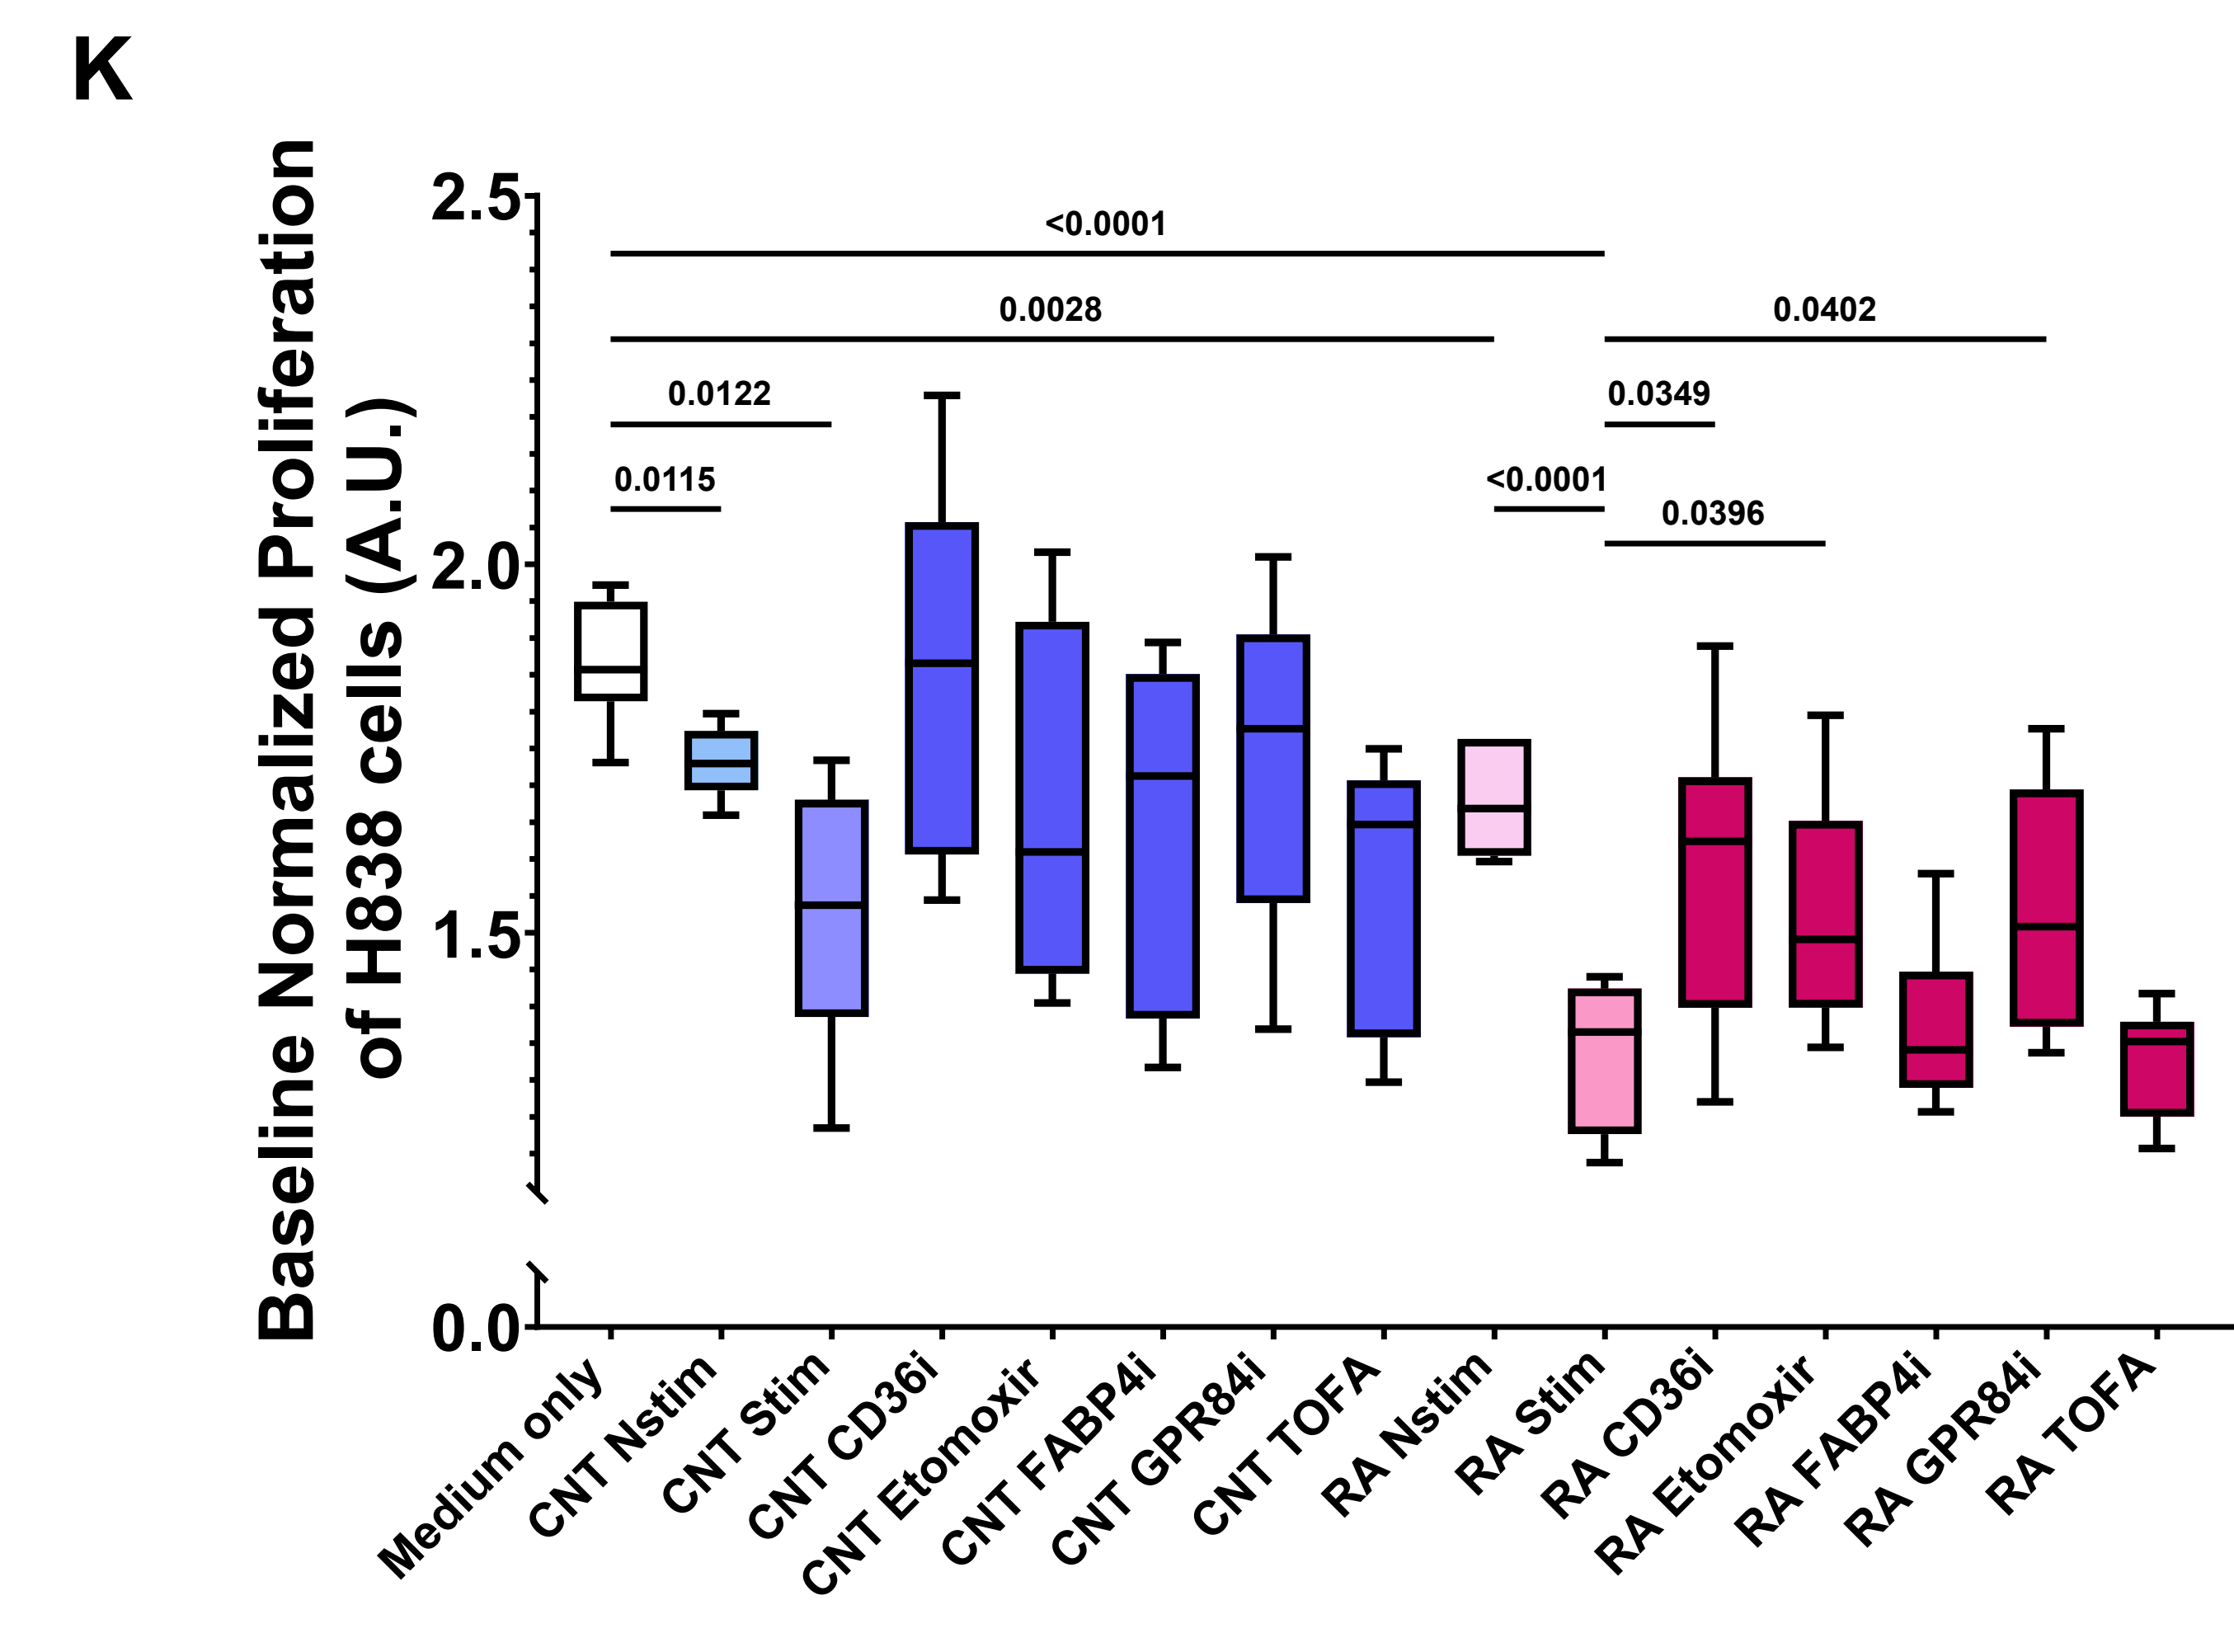 K
Baseline Normalized Proliferation
of H838 cells (A.U.)
2.5
2.0
1.5
0.0
<0.0001
0.0028
0.0402
0.0122
0.0349
0.0115
<0.0001
0.0396
Medium only
CNT Nstim
CNT Stim
CNT CD36i
CNT Etomoxir
CNT FABP4i
CNT GPR84i
CNT TOFA
RA Nstim
RA Stim
RA CD36i
RA Etomoxir
RA FABP4i
RA GPR84i
RA TOFA